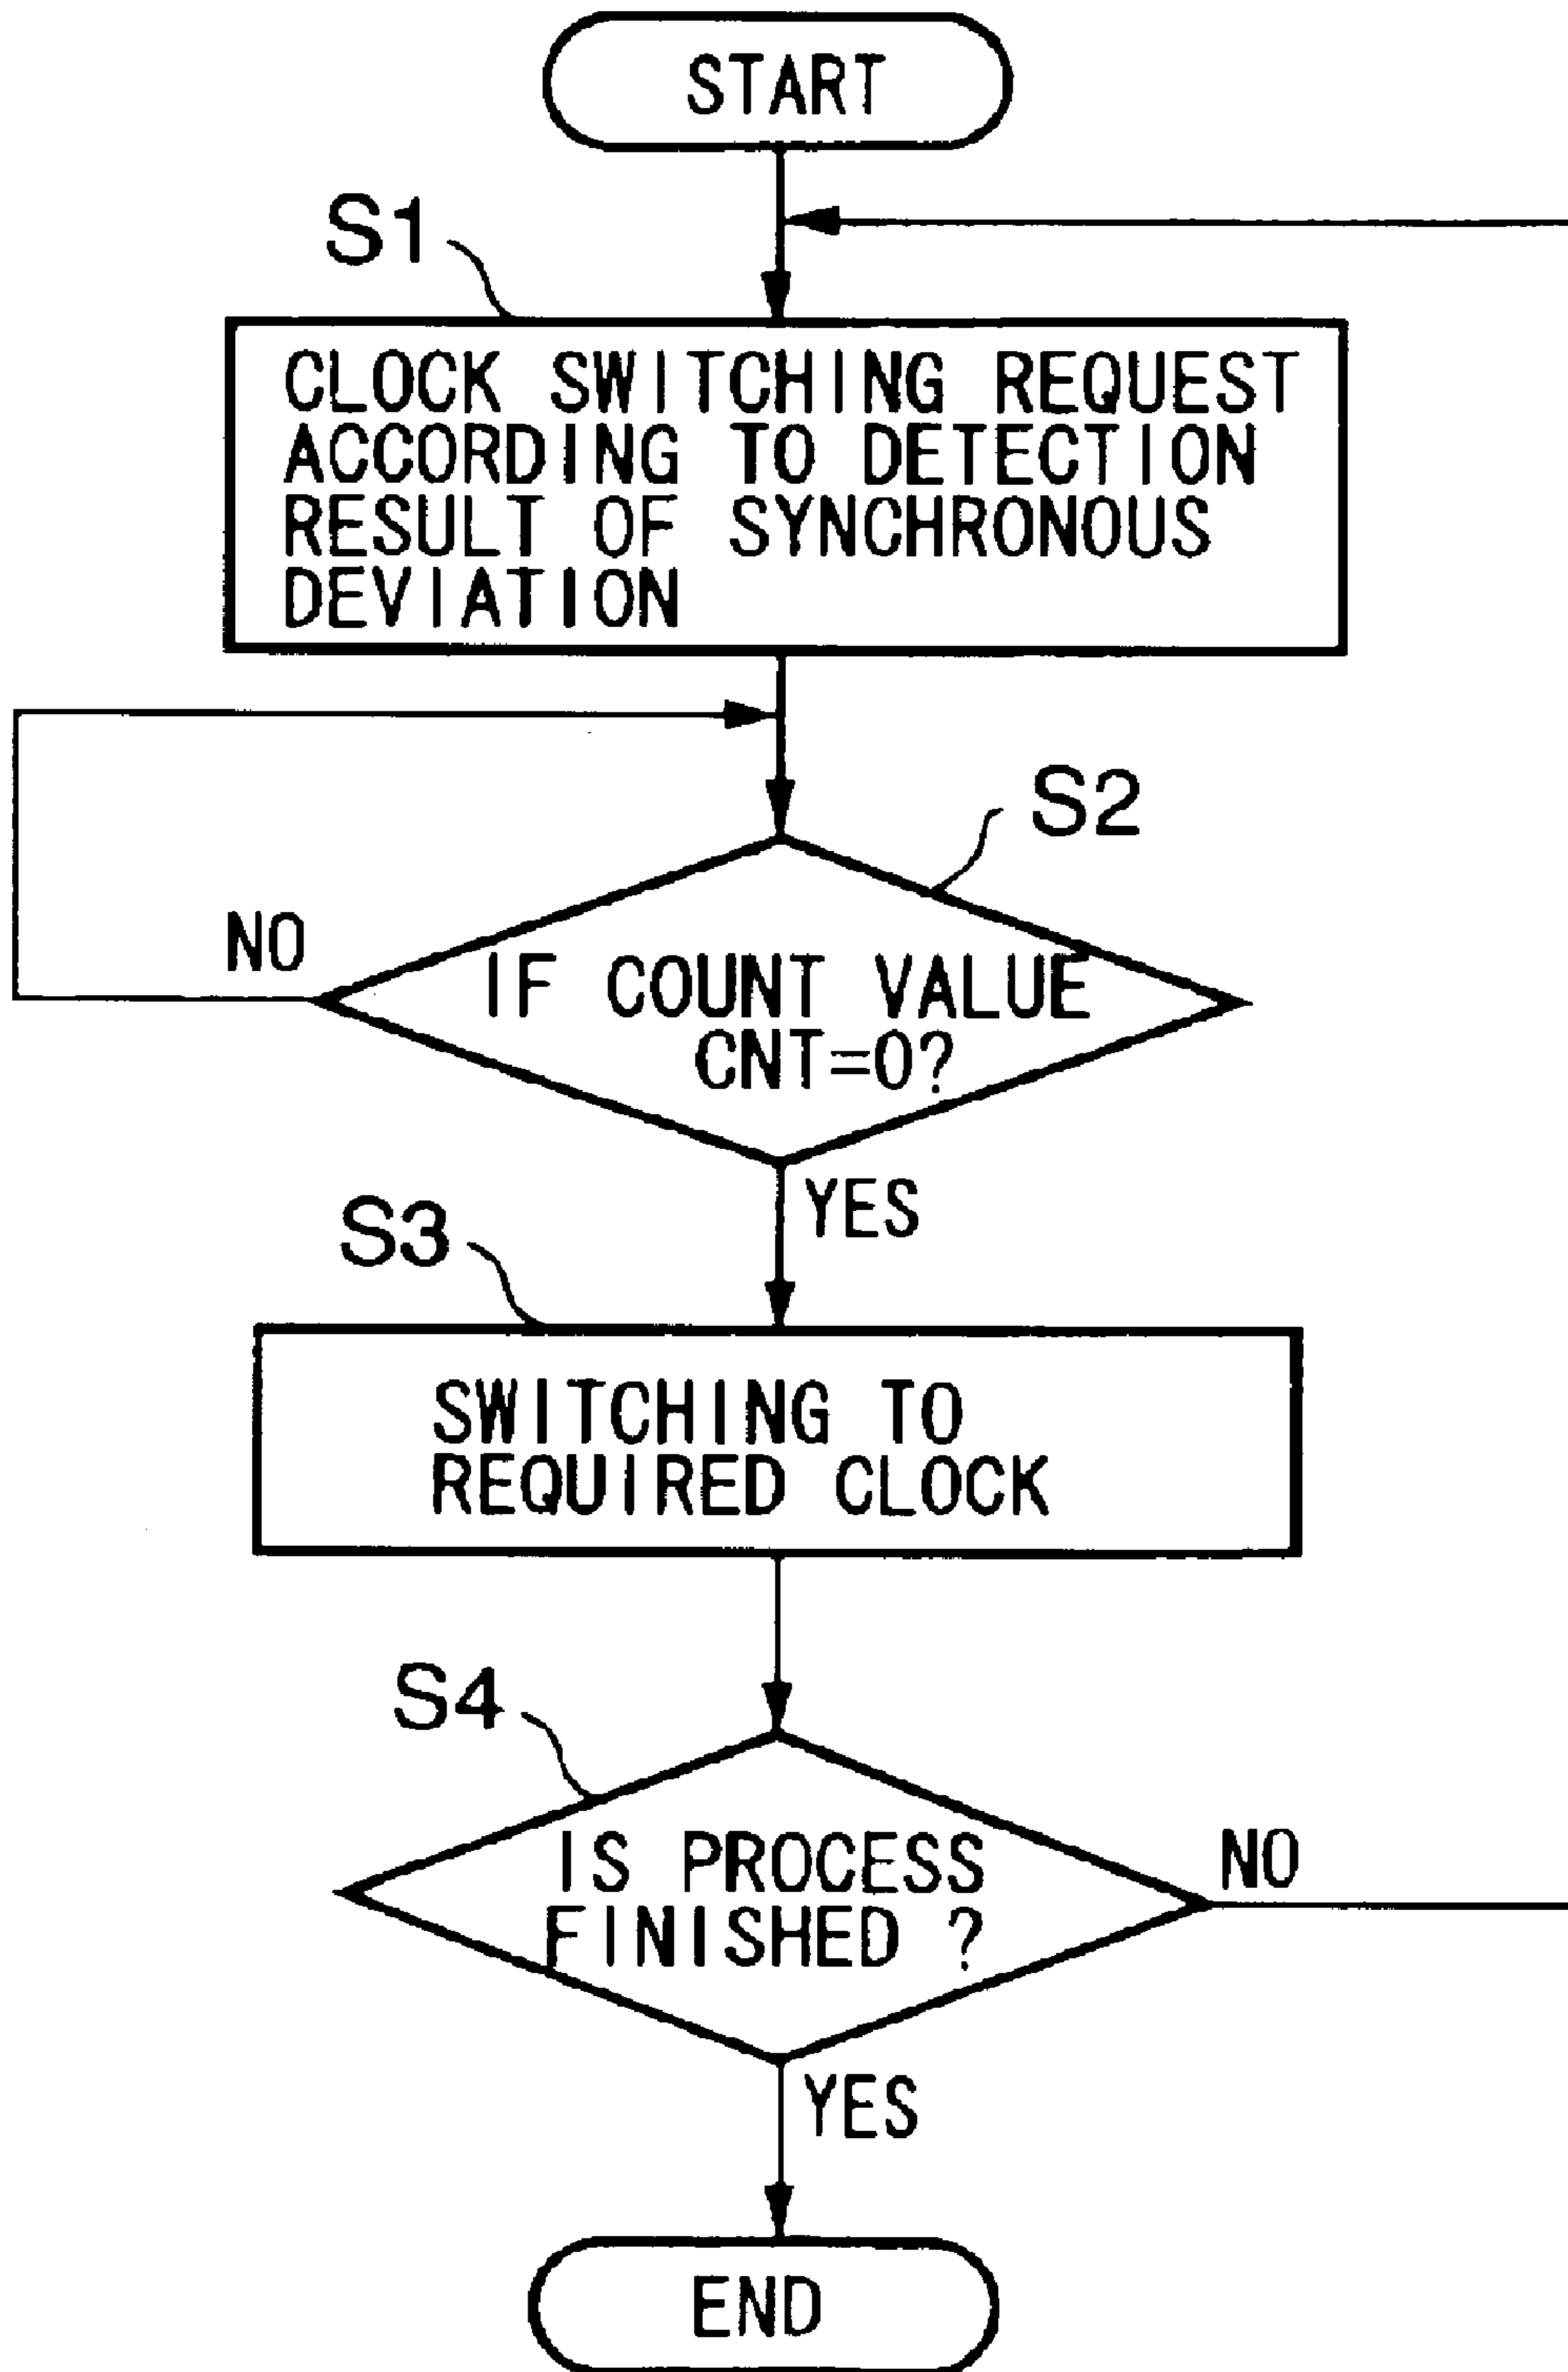 START
S1
CLOCK SWITCHING REQUEST
ACCORDING TO DETECTION
RESULT OF SYNCHRONOUS
DEVIATION
S2
NO
IF COUNT VALUE
CNT=0?
YES
S3
SWITCHING TO
REQUIRED CLOCK
S4
IS PROCESS
FINISHED ?
NO
YES
END